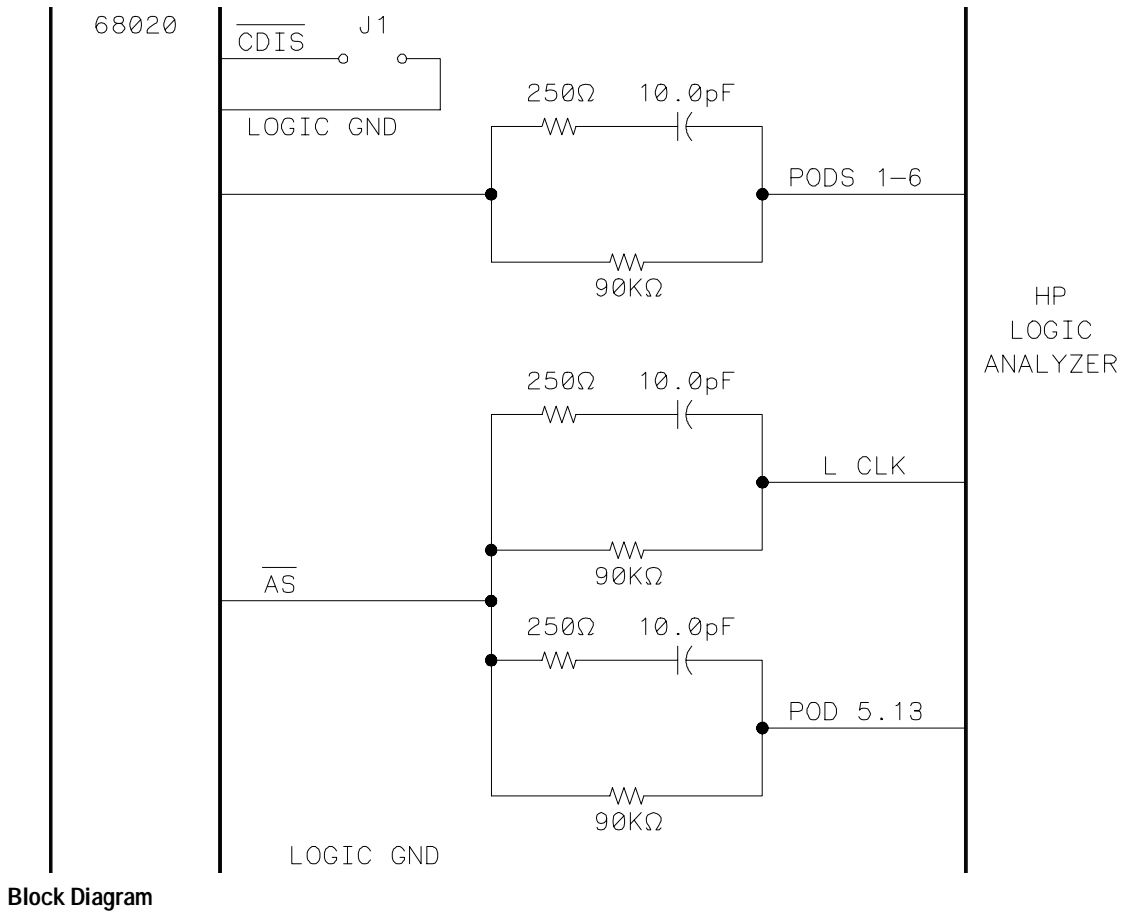 68020
CDIS
J1
LOGIC GND
250Ω 10.0pF
PODS 1-6
90KΩ
HP
LOGIC
ANALYZER
250Ω 10.0pF
L CLK
90KΩ
AS
250Ω 10.0pF
POD 5.13
90KΩ
LOGIC GND
Block Diagram